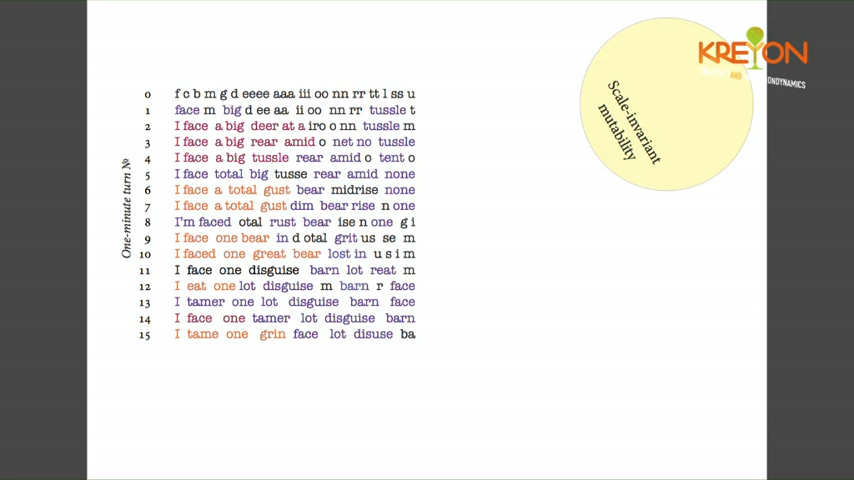 KREYON
AND
ONDYNAMICS
Scale-invariant
mutability
One-minute turn №
0 f c b m g d eeee aaa iii oo nn rr tt l ss u
1 face m big d ee aa ii oo nn rr tussle t
2 I face a big deer at a iro o nn tussle m
3 I face a big rear amid o net no tussle
4 I face a big tussle rear amid o tent o
5 I face total big tusse rear amid none
6 I face a total gust bear midrise none
7 I face a total gust dim bear rise n one
8 I'm faced otal rust bear ise n one g i
9 I face one bear in d otal grit us se m
10 I faced one great bear lost in u s i m
11 I face one disguise barn lot reat m
12 I eat one lot disguise m barn r face
13 I tamer one lot disguise barn face
14 I face one tamer lot disguise barn
15 I tame one grin face lot disuse ba